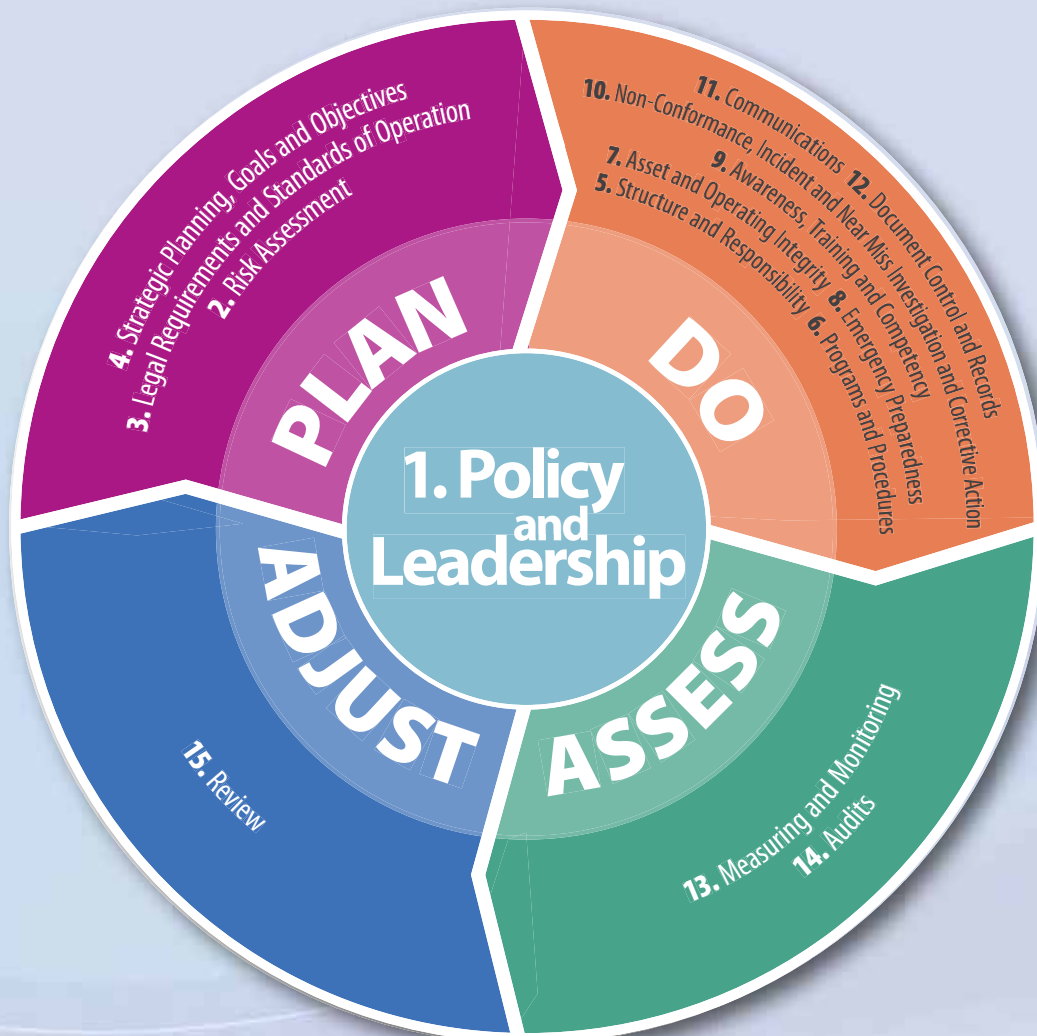 PLAN
4. Strategic Planning, Goals and Objectives
3. Legal Requirements and Standards of Operation
2. Risk Assessment
DO
11. Communications
12. Document Control and Records
10. Non-Conformance, Incident and Near Miss Investigation and Corrective Action
9. Awareness, Training and Competency
7. Asset and Operating Integrity
8. Emergency Preparedness
5. Structure and Responsibility
6. Programs and Procedures
1. Policy
and
Leadership
ADJUST
15. Review
ASSESS
13. Measuring and Monitoring
14. Audits